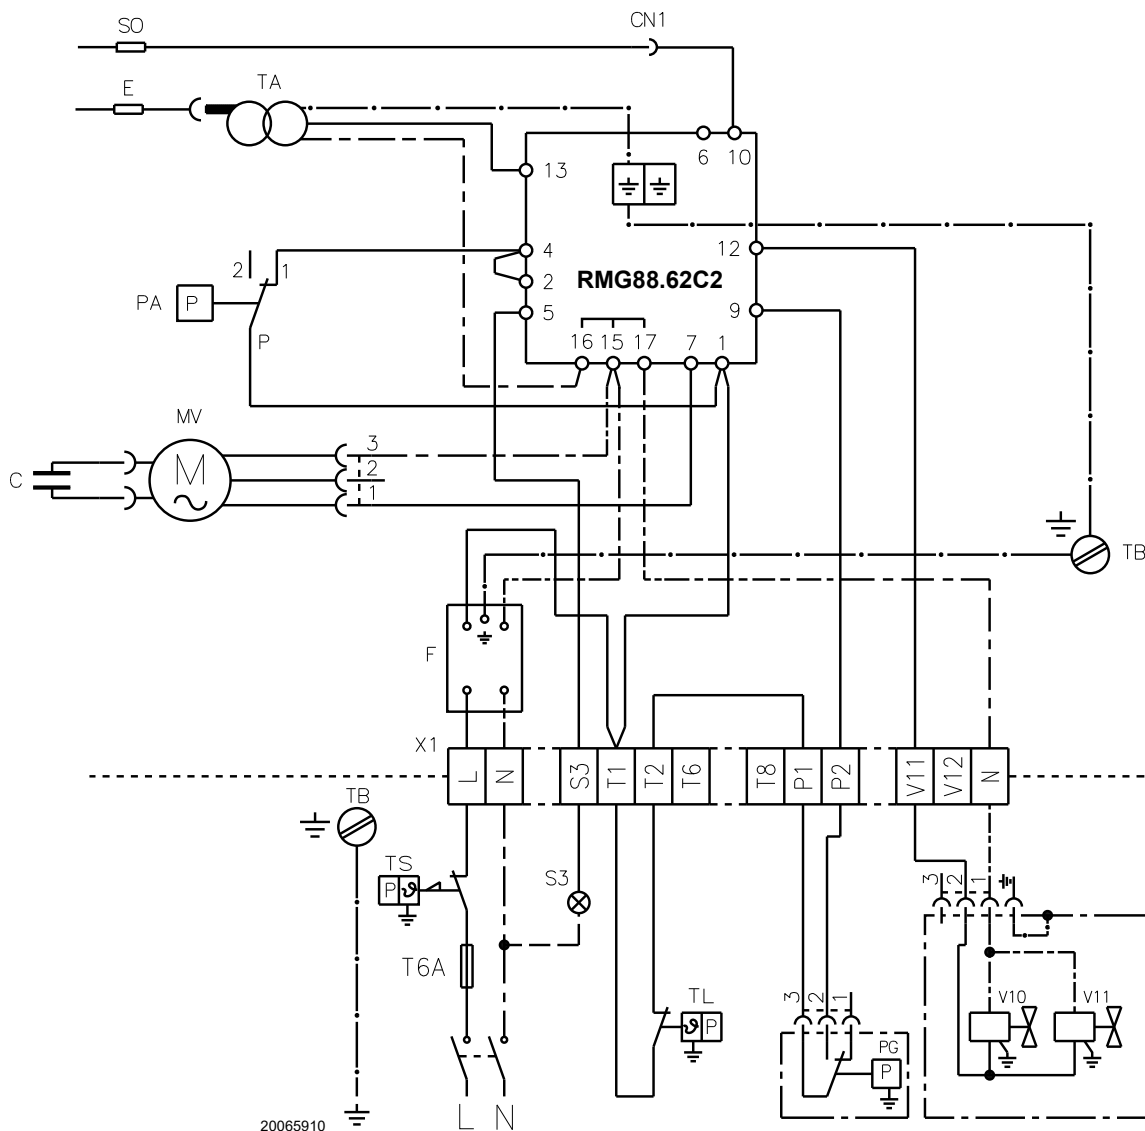 SO
CN1
E
TA
6 10
13
4
12
2 1
2
RMG88.62C2
PA P
5
9
P
16 15 17 7 1
MV
3
C
M
2
1
TB
F
X1
L N S3 T1 T2 T6 T8 P1 P2 V11 V12 N
TB
TS
S3
3 2 1
P ϑ
T6A
TL
3 2 1
V10 V11
ϑ P
PG
P
L N
20065910